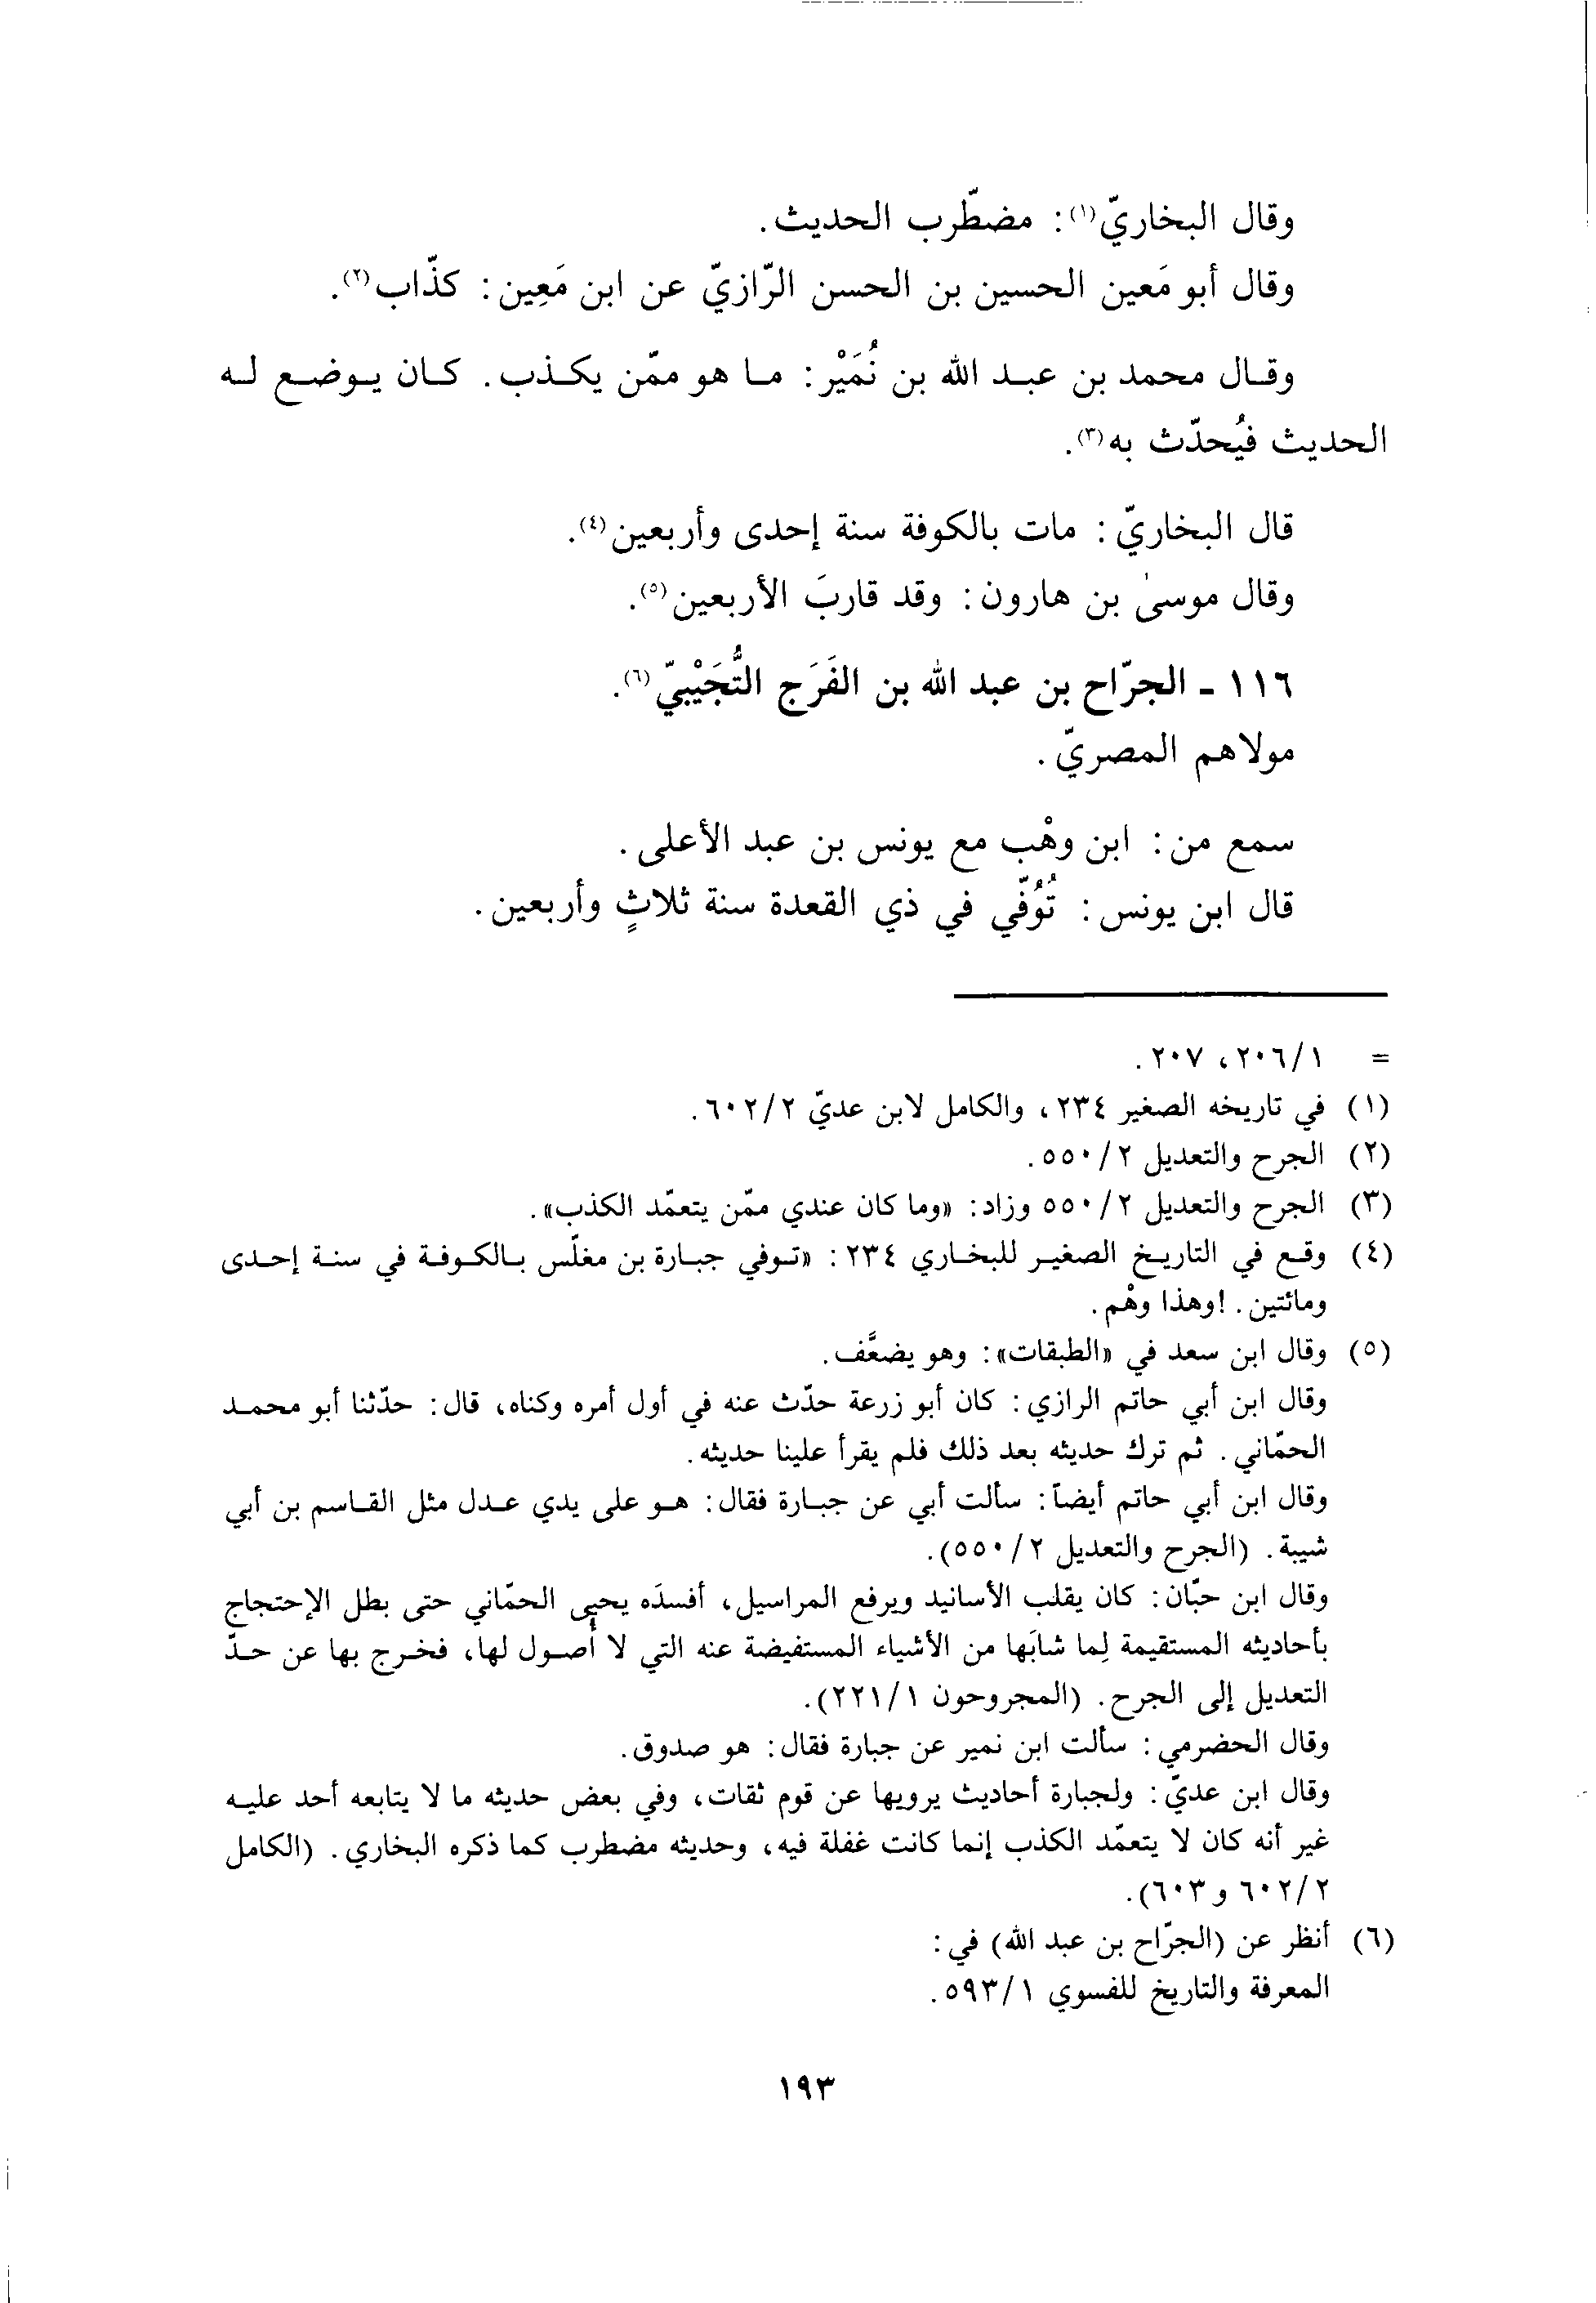 وقال البخاريّ(١): مضطّرب الحديث.
وقال أبو مَعين الحسين بن الحسن الرّازيّ عن ابن مَعِين: كذّاب(٢).
وقال محمد بن عبد الله بن نُمَيْر: ما هو ممّن يكذب. كان يوضع له
الحديث فيُحدّث به(٣).
قال البخاريّ: مات بالكوفة سنة إحدى وأربعين(٤).
وقال موسىٰ بن هارون: وقد قاربَ الأربعين(٥).
١١٦ - الجرّاح بن عبد الله بن الفَرَج التُّجَيْبيّ(٦).
مولاهم المصريّ.
سمع من: ابن وهْب مع يونس بن عبد الأعلى.
قال ابن يونس: تُوُفّي في ذي القعدة سنة ثلاثٍ وأربعين.
= ٢٠٦/١، ٢٠٧.
(١) في تاريخه الصغير ٢٣٤، والكامل لابن عديّ ٦٠٢/٢.
(٢) الجرح والتعديل ٥٥٠/٢.
(٣) الجرح والتعديل ٥٥٠/٢ وزاد: «وما كان عندي ممّن يتعمّد الكذب».
(٤) وقع في التاريخ الصغير للبخاري ٢٣٤: «توفي جبارة بن مغلّس بالكوفة في سنة إحدى
ومائتين. !وهذا وهْم.
(٥) وقال ابن سعد في «الطبقات»: وهو يضعَّف.
وقال ابن أبي حاتم الرازي: كان أبو زرعة حدّث عنه في أول أمره وكناه، قال: حدّثنا أبو محمد
الحمّاني. ثم ترك حديثه بعد ذلك فلم يقرأ علينا حديثه.
وقال ابن أبي حاتم أيضاً: سألت أبي عن جبارة فقال: هو على يدي عدل مثل القاسم بن أبي
شيبة. (الجرح والتعديل ٥٥٠/٢).
وقال ابن حبّان: كان يقلب الأسانيد ويرفع المراسيل، أفسدَه يحيى الحمّاني حتى بطل الإحتجاج
بأحاديثه المستقيمة لِما شابَها من الأشياء المستفيضة عنه التي لا أُصول لها، فخرج بها عن حدّ
التعديل إلى الجرح. (المجروحون ٢٢١/١).
وقال الحضرمي: سألت ابن نمير عن جبارة فقال: هو صدوق.
وقال ابن عديّ: ولجبارة أحاديث يرويها عن قوم ثقات، وفي بعض حديثه ما لا يتابعه أحد عليه
غير أنه كان لا يتعمّد الكذب إنما كانت غفلة فيه، وحديثه مضطرب كما ذكره البخاري. (الكامل
٦٠٢/٢ و٦٠٣).
(٦) أنظر عن (الجرّاح بن عبد الله) في:
المعرفة والتاريخ للفسوي ٥٩٣/١.
١٩٣